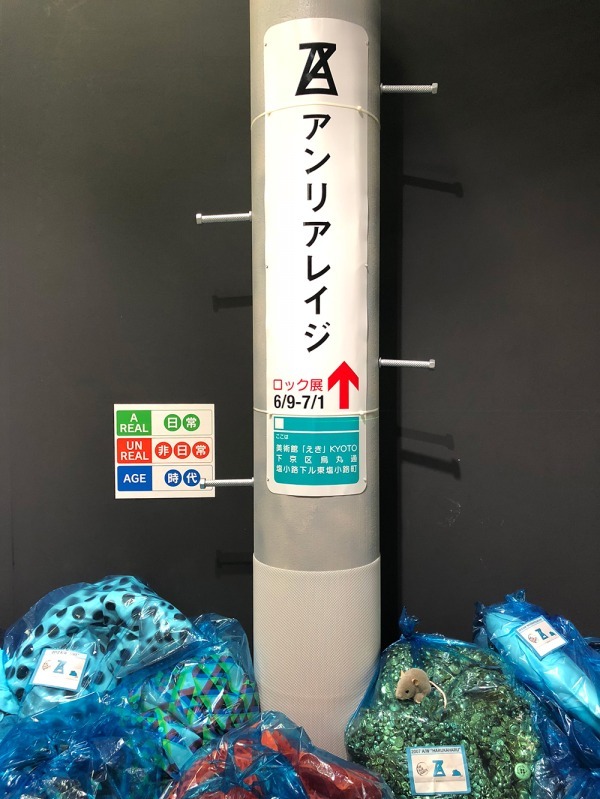 アンリアレイジ
ロック展
6/9-7/1
ここは
美術館「えき」KYOTO
下京区烏丸通
塩小路下ル東塩小路町
A REAL 日常
UN REAL 非日常
AGE 時代
2007 A/W "HARUKANARU"